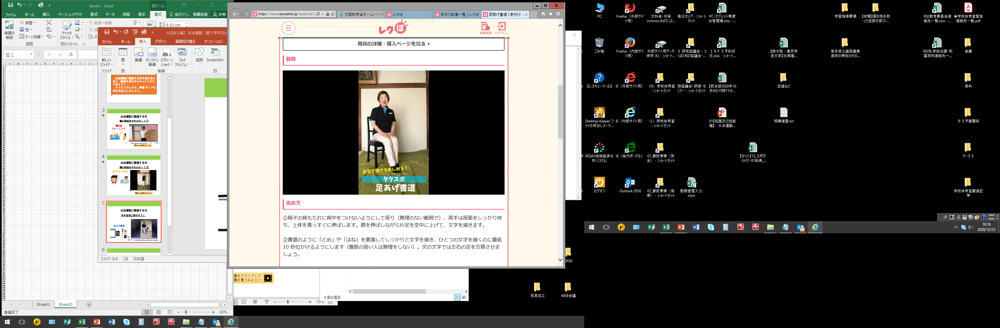 Book1 - Excel
図ツール
ファイル ホーム 挿入 ページ レイアウト 数式 データ 校閲 表示 書式 操作アシ 後藤尚道 共有
背景の
削除
修整
色
アート効果
調整
クイック
スタイル
図のスタイル
前面へ移動
9.53 cm
図 1
03【体力編】 水泳運動（第５学年及び
ファイル ホーム 挿入 デザイン 画面切り替え アニメーション
新しい
スライド
表
画像
オンライン
画像
スクリーン
ショット
フォト
アルバム
図形
SmartArt
スライド 表 画像 図
水泳運動に関連する力を高めるた
めに、動画を見ながらチャレンジし
てみよう！
チャレンジしたら、学習 カードに
月日を記入しましょう。
3
水泳運動に関連する力
肩の関節をやわらか～く①
トレーニング
4
水泳運動に関連する力
肩の関節をやわらか～く②
5
水泳運動に関連する力
足を自在に動かそう！
足上げ書道
6
スライド 5/6 日本語
Sheet1 Sheet2
準備完了
40%
https://www.recreation.jp/asobi/arti
文部科学省ホームページ
レクぽ
あそび記事一覧 | レクぽ
足あげ書道 | あそび ...
レクぽ
会員登録 ログイン
用具の詳細・購入ページを見る
動画
自宅で誰でも楽しめる！
タクスポ
足あげ書道
進め方
①椅子の背もたれに背中をつけないようにして座り（無理のない範囲で）、両手は座面をしっかり持
ち、上体を真っすぐに伸ばします。膝を伸ばしながら片足を空中に上げて、文字を描きます。
②書道のように「とめ」や「はね」を意識してしっかりと文字を描き、ひとつの文字を描くのに最低
10 秒位かけるようにします（腹筋の弱い人は無理をしない）。次の文字では左右の足を交替させま
しょう。
真をクリックして
画を見てみよう！
70%
8 個の項目
写真加工
WEB会議
GIGA
PC
Firefox（外部サイ
ト用）
文科省・共有
(nmmxcifs01) (Z...
毎日カップ - ショート
カット
PC・タブレット等貸
出管理簿.xlsx - ...
学習指導要領
【依頼】国を相手取
った控訴の窓口...
R02教育委員会連
絡先一覧.xlsx - ...
★学校体育室緊急
連絡先一覧.pdf
ごみ箱
Firefox（内部サイ
ト用）
外部サイト用データ
保存 (K) - ショート...
３ 研究協議会：つ
くば(R02協議会・...
１６Ｆ３予約状
況.xlsx - ショート...
【鈴木聡：東京学
芸大学】出席確...
岩手県立盛岡農業
高校の事故のその...
R02私学担当課・附
属学校連絡先一...
後藤
【レスキューツール】
IE（外部サイト用）
（N）学校体育室
- ショートカット
㉘協議会・研修・セ
ミナー - ショートカット
【統合版2020年10
月8日15時11分...
武道など
資料
Desktop Keeper フ
ァイル持出しユーテ...
IE（内部サイト用）
（L）学校体育室
- ショートカット
01【知識及び技能
編】 水泳運動...
相撲連盟.txt
Ｒ３予算関係
RESAS地域経済分
析システム
IE（省内ポータル）
01_委託事業（安
全） - ショートカット
【セット】13_スポ庁
（H31・R1総表_...
テーマ３
ログオフ
Outlook 2016
02_委託事業（指
導） - ショートカット
勤務管理入力.
xlsm
学校体育室関連記
事
JP A CAPS
KANA
10:18
2020/12/23